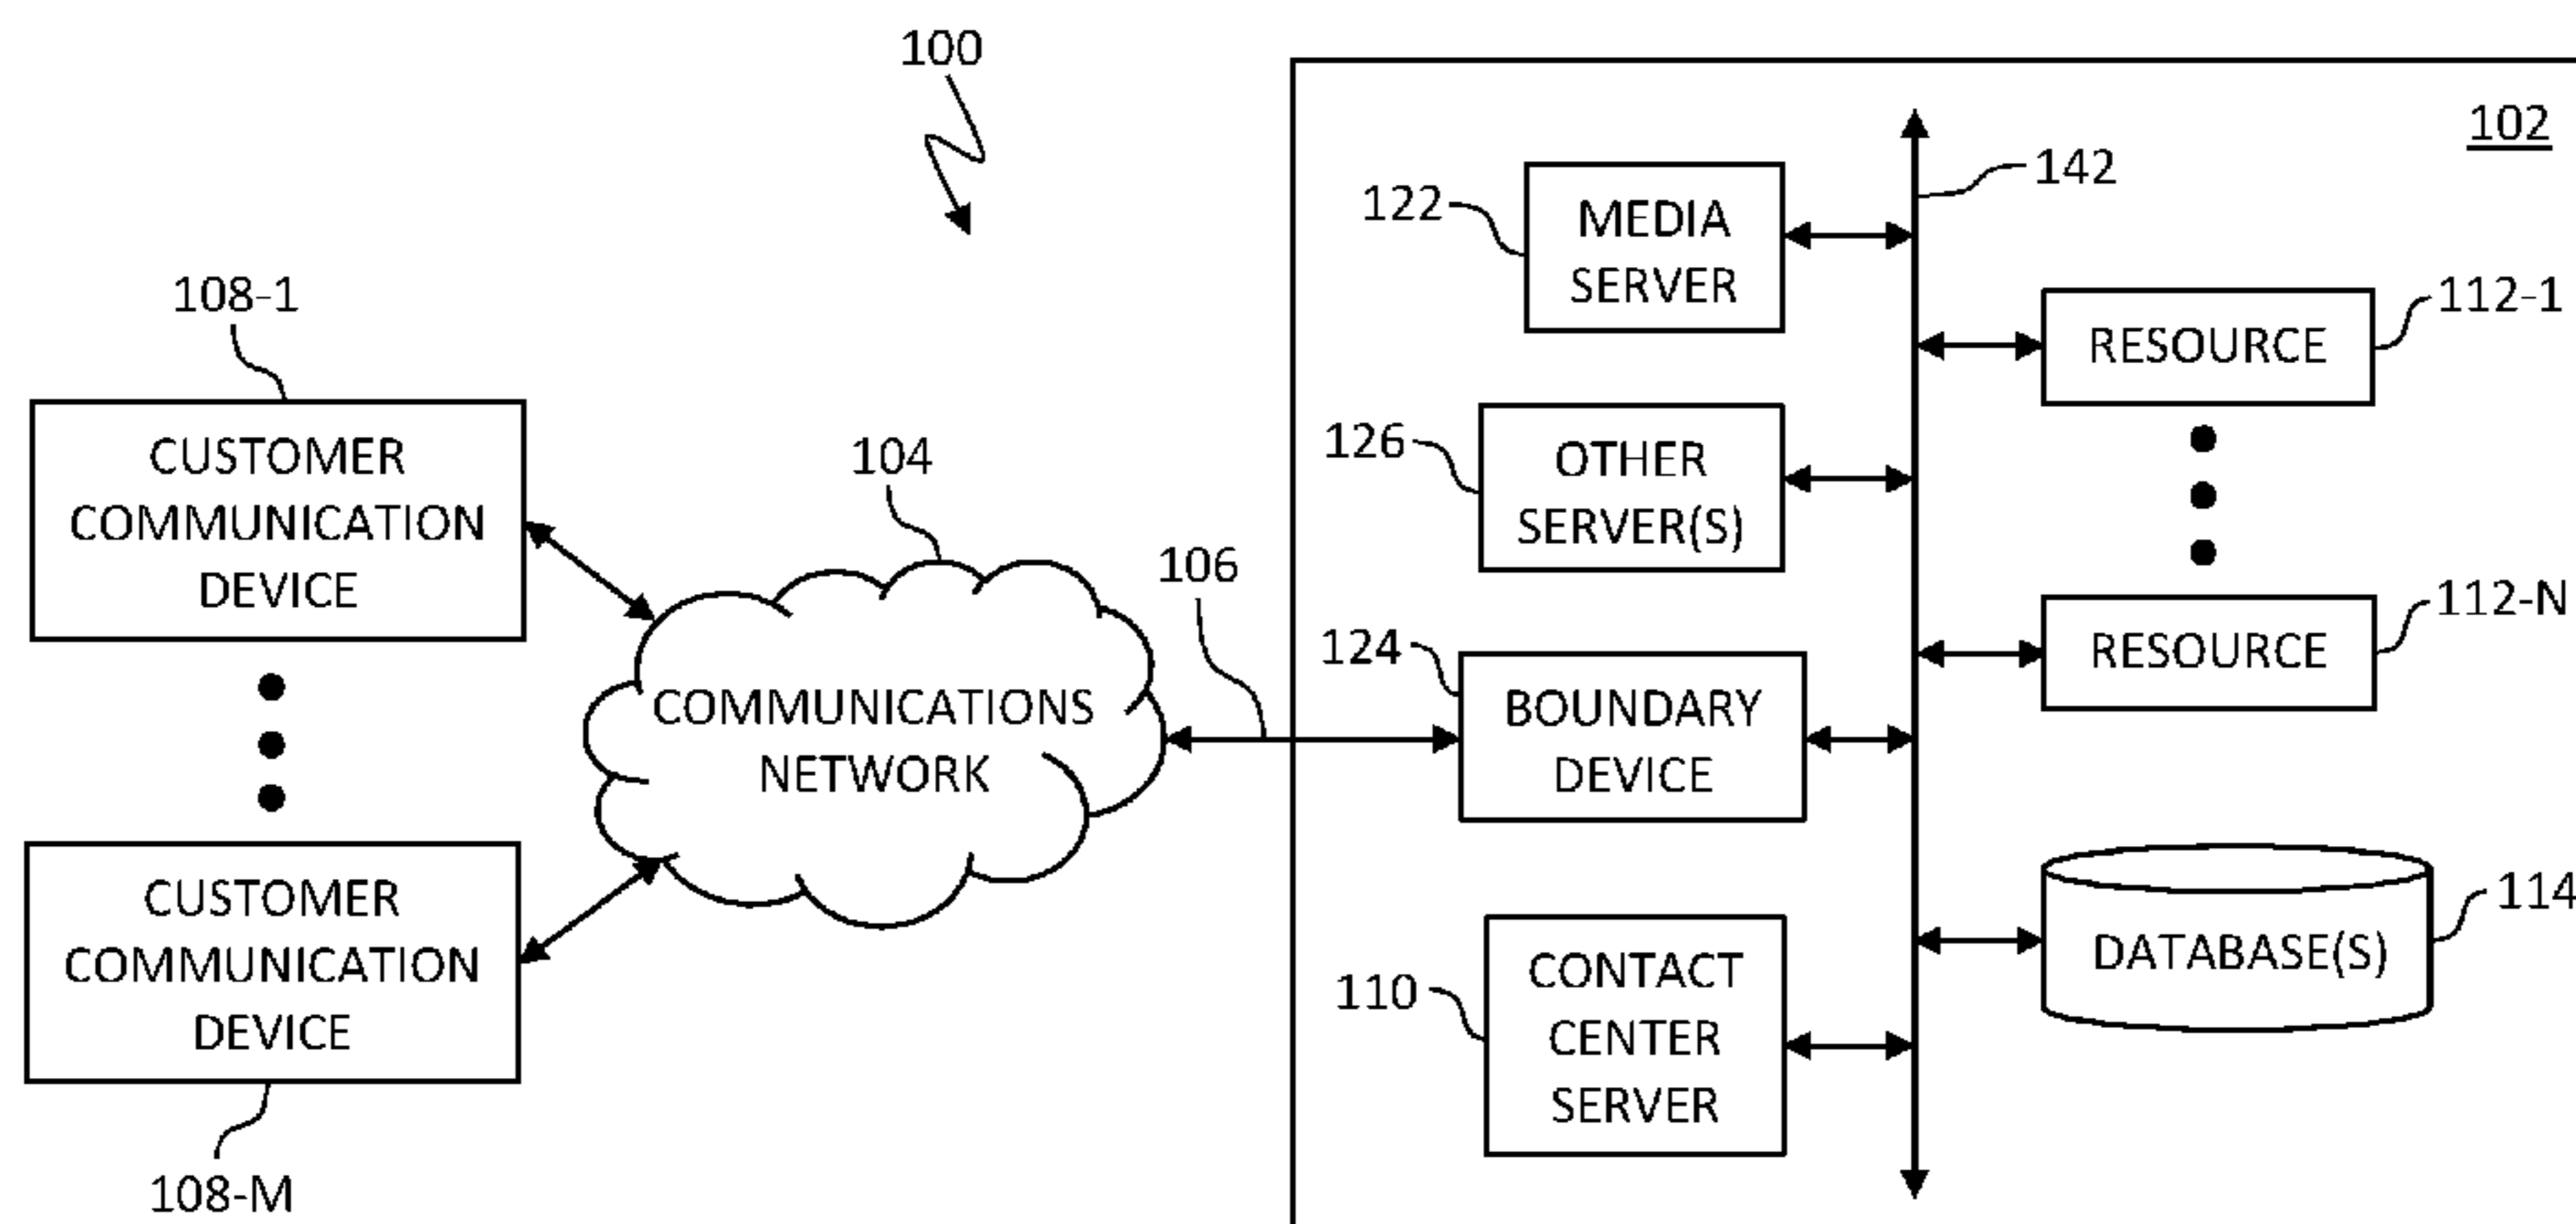 100
102
142
122
MEDIA
SERVER
108-1
112-1
RESOURCE
CUSTOMER
COMMUNICATION
DEVICE
104
126
OTHER
SERVER(S)
106
112-N
RESOURCE
124
BOUNDARY
DEVICE
COMMUNICATIONS
NETWORK
CUSTOMER
COMMUNICATION
DEVICE
114
DATABASE(S)
110
CONTACT
CENTER
SERVER
108-M